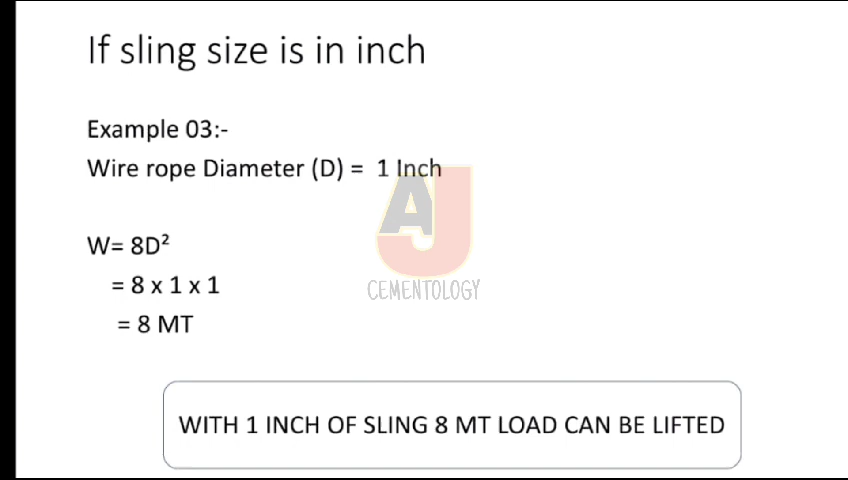 If sling size is in inch
Example 03:-
Wire rope Diameter (D) = 1 Inch
W= 8D²
= 8 x 1 x 1
= 8 MT
AJ
CEMENTOLOGY
WITH 1 INCH OF SLING 8 MT LOAD CAN BE LIFTED